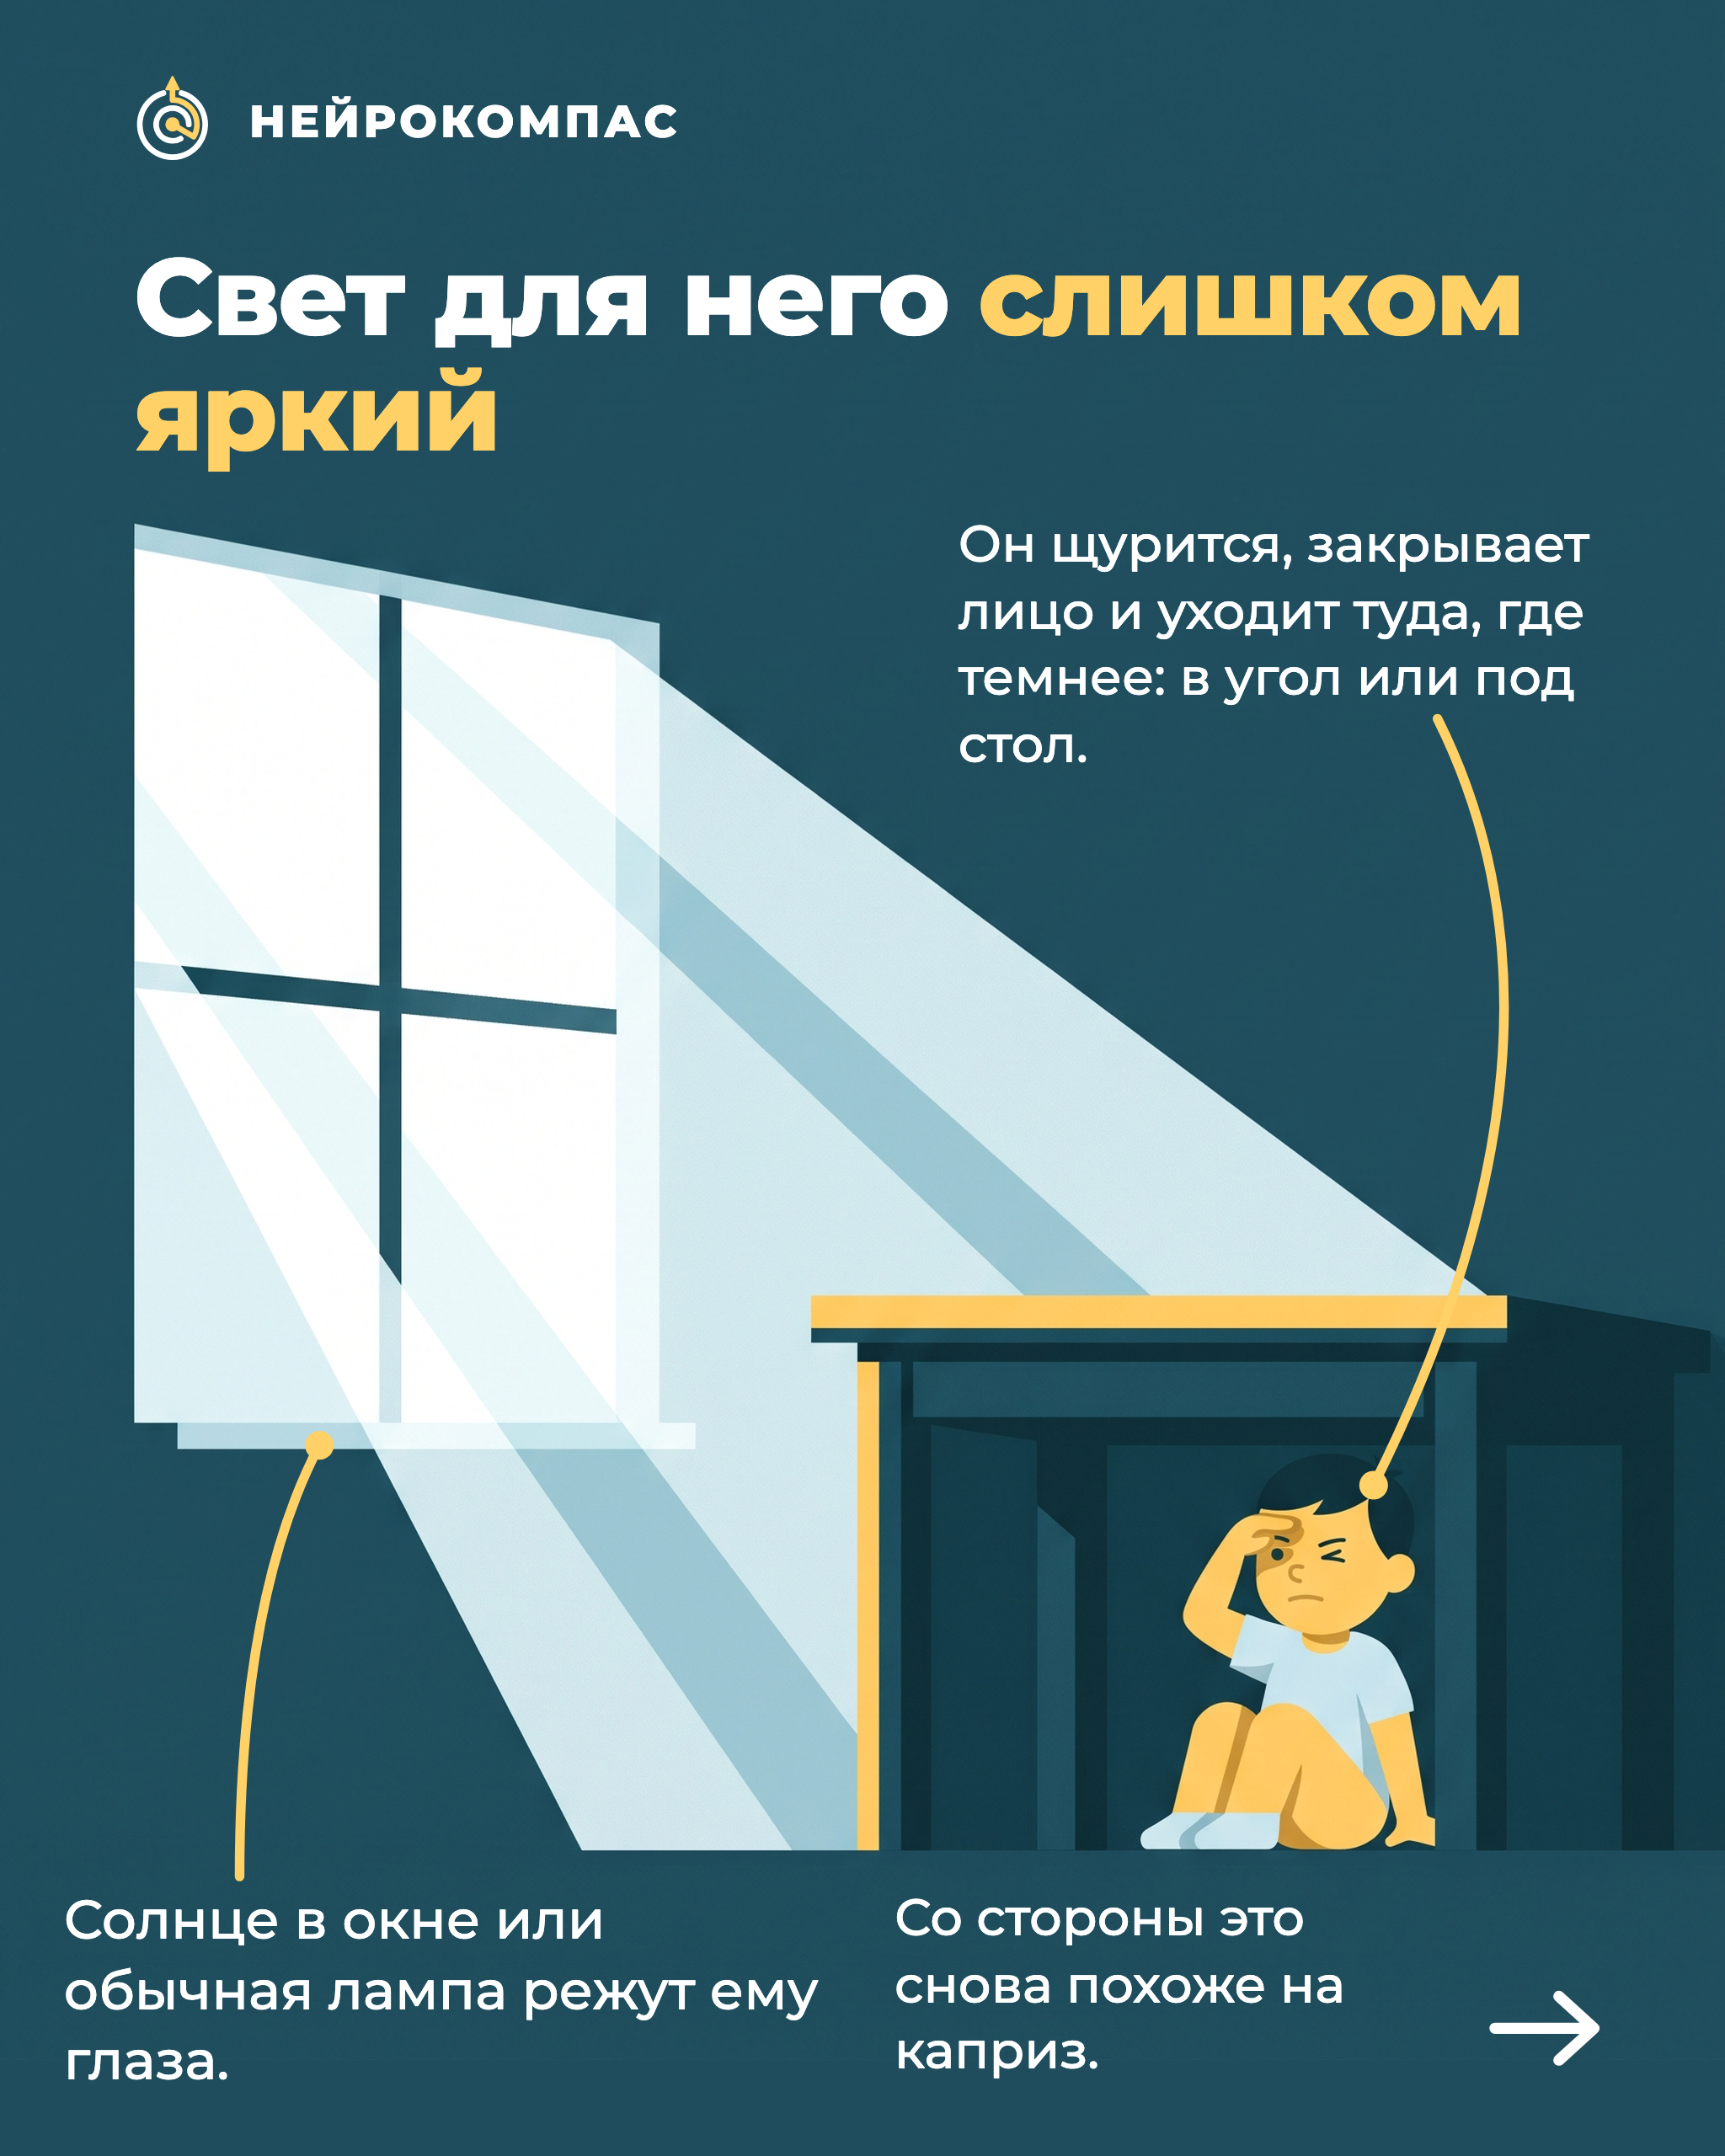 НЕЙРОКОМПАС
Свет для него слишком
яркий
Он щурится, закрывает
лицо и уходит туда, где
темнее: в угол или под
стол.
Солнце в окне или
обычная лампа режут ему
глаза.
Со стороны это
снова похоже на
каприз.